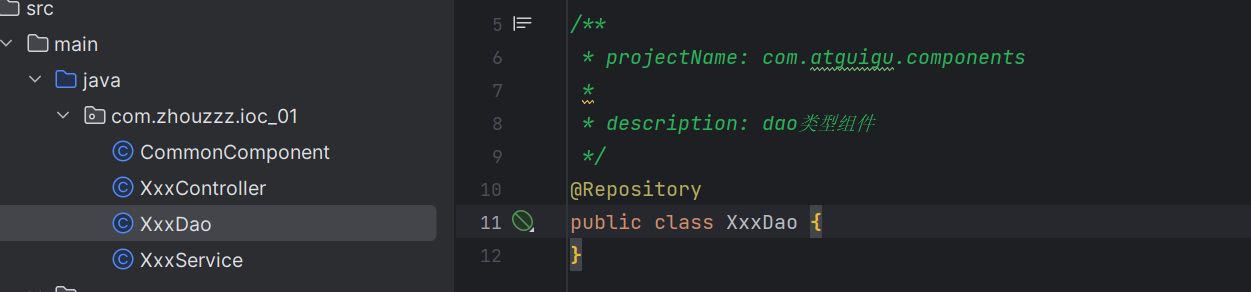 src
main
java
com.zhouzzz.ioc_01
CommonComponent
XxxController
XxxDao
XxxService
5 /**
6 * projectName: com.atguigu.components
7 *
8 * description: dao类型组件
9 */
10 @Repository
11 public class XxxDao {
12 }